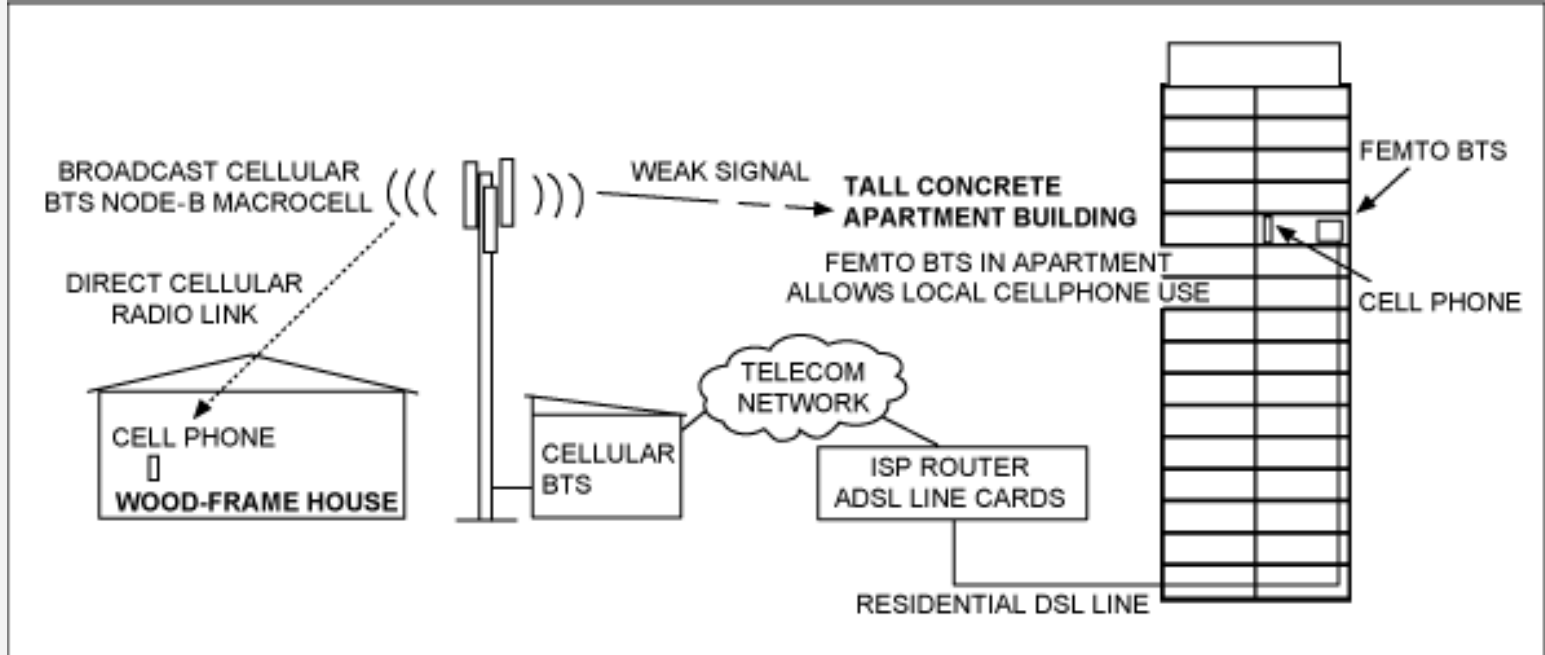 BROADCAST CELLULAR
BTS NODE-B MACROCELL
WEAK SIGNAL
TALL CONCRETE
APARTMENT BUILDING
FEMTO BTS
FEMTO BTS IN APARTMENT
ALLOWS LOCAL CELLPHONE USE
CELL PHONE
DIRECT CELLULAR
RADIO LINK
CELL PHONE
WOOD-FRAME HOUSE
CELLULAR
BTS
TELECOM
NETWORK
ISP ROUTER
ADSL LINE CARDS
RESIDENTIAL DSL LINE